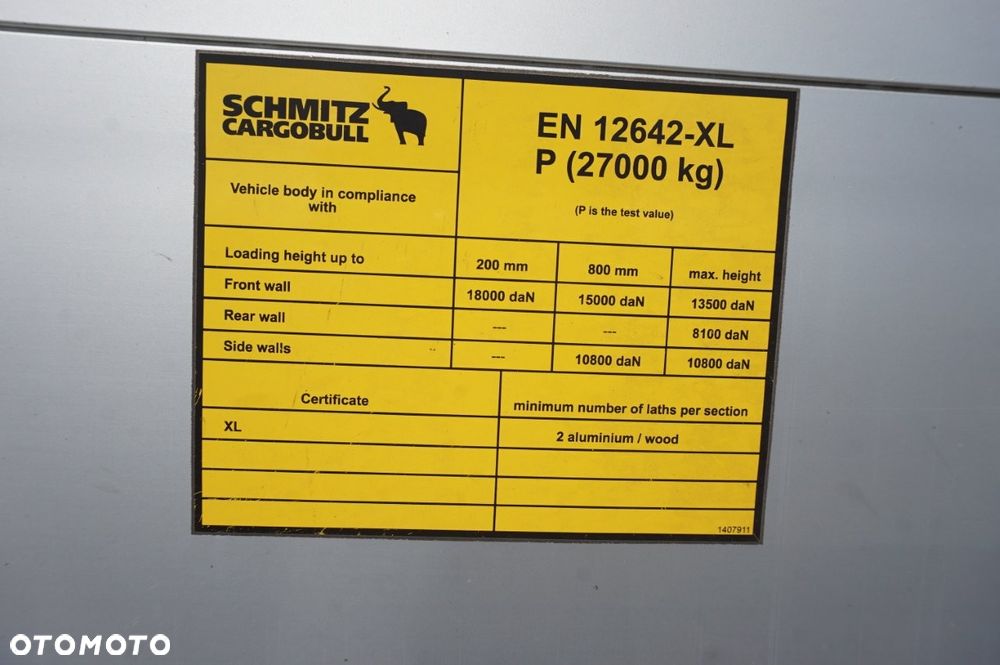 SCHMITZ
CARGOBULL
EN 12642-XL
P (27000 kg)
(P is the test value)
Vehicle body in compliance
with
Loading height up to 200 mm 800 mm max. height
Front wall 18000 daN 15000 daN 13500 daN
Rear wall --- --- 8100 daN
Side walls --- 10800 daN 10800 daN
Certificate minimum number of laths per section
XL 2 aluminium / wood
1407911
OTOMOTO